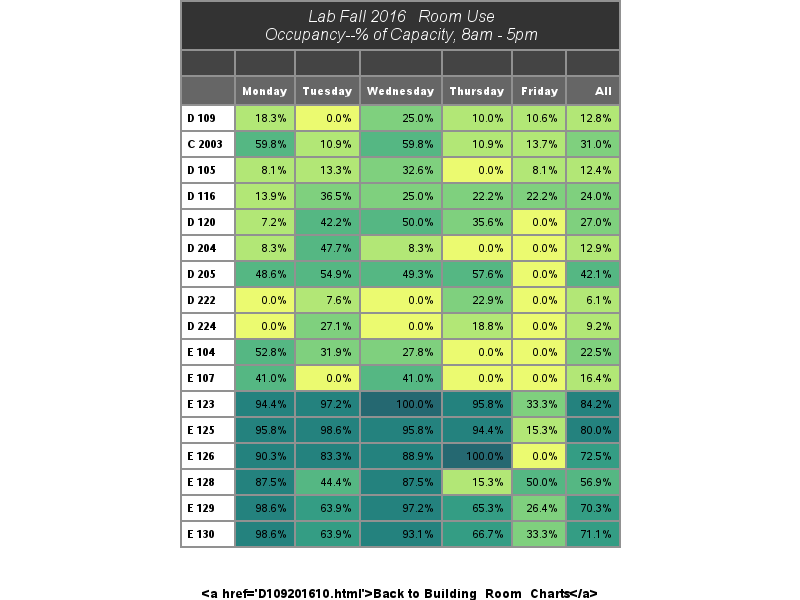 Lab Fall 2016 Room Use
Occupancy--% of Capacity, 8am - 5pm
Monday Tuesday Wednesday Thursday Friday All
D 109 18.3% 0.0% 25.0% 10.0% 10.6% 12.8%
C 2003 59.8% 10.9% 59.8% 10.9% 13.7% 31.0%
D 105 8.1% 13.3% 32.6% 0.0% 8.1% 12.4%
D 116 13.9% 36.5% 25.0% 22.2% 22.2% 24.0%
D 120 7.2% 42.2% 50.0% 35.6% 0.0% 27.0%
D 204 8.3% 47.7% 8.3% 0.0% 0.0% 12.9%
D 205 48.6% 54.9% 49.3% 57.6% 0.0% 42.1%
D 222 0.0% 7.6% 0.0% 22.9% 0.0% 6.1%
D 224 0.0% 27.1% 0.0% 18.8% 0.0% 9.2%
E 104 52.8% 31.9% 27.8% 0.0% 0.0% 22.5%
E 107 41.0% 0.0% 41.0% 0.0% 0.0% 16.4%
E 123 94.4% 97.2% 100.0% 95.8% 33.3% 84.2%
E 125 95.8% 98.6% 95.8% 94.4% 15.3% 80.0%
E 126 90.3% 83.3% 88.9% 100.0% 0.0% 72.5%
E 128 87.5% 44.4% 87.5% 15.3% 50.0% 56.9%
E 129 98.6% 63.9% 97.2% 65.3% 26.4% 70.3%
E 130 98.6% 63.9% 93.1% 66.7% 33.3% 71.1%
<a href='D109201610.html'>Back to Building_Room_Charts</a>